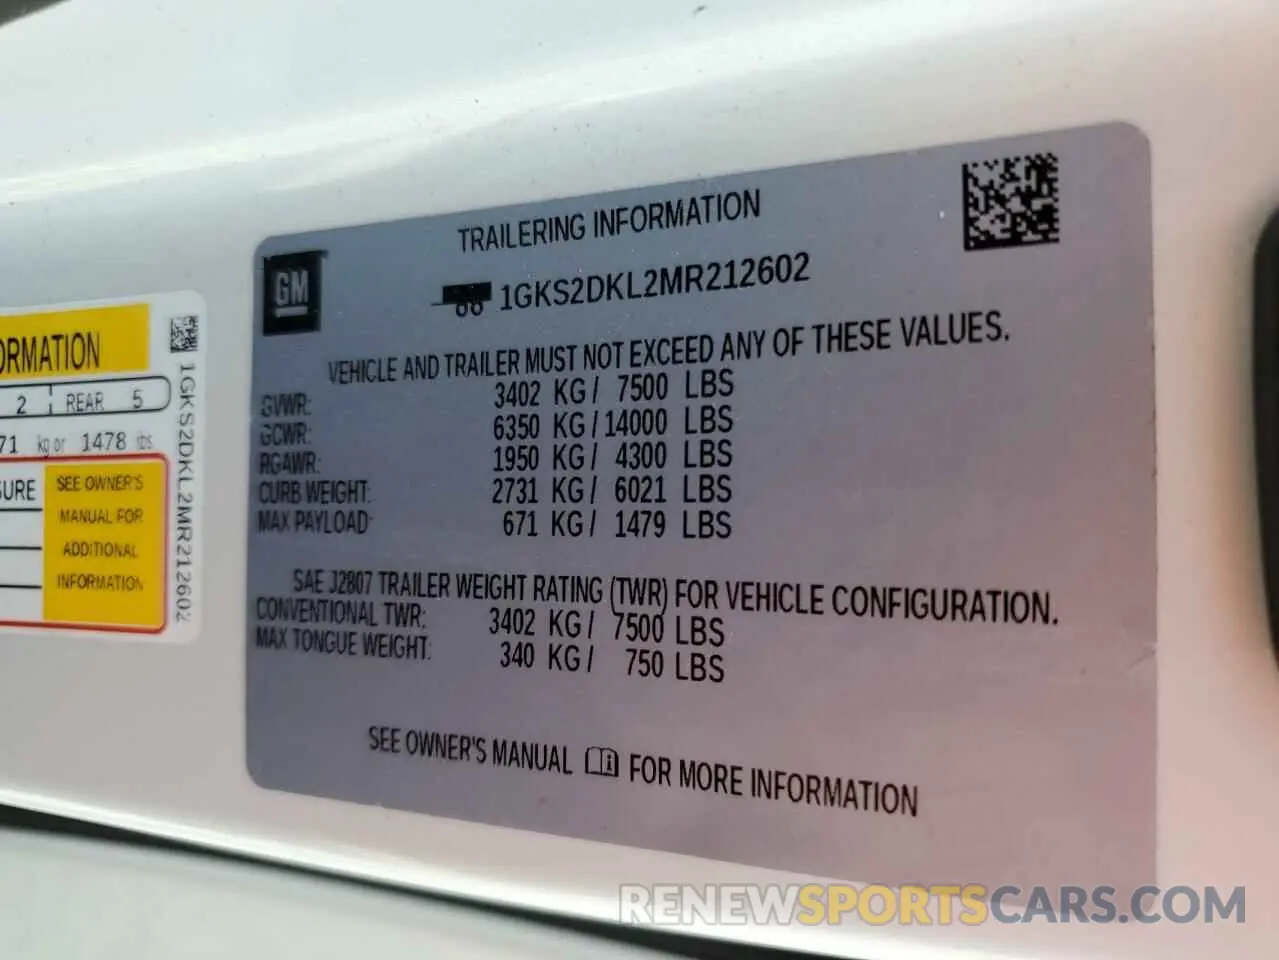 GM
TRAILERING INFORMATION
1GKS2DKL2MR212602
VEHICLE AND TRAILER MUST NOT EXCEED ANY OF THESE VALUES.
GVWR: 3402 KG/ 7500 LBS
GCWR: 6350 KG/14000 LBS
RGAWR: 1950 KG/ 4300 LBS
CURB WEIGHT: 2731 KG/ 6021 LBS
MAX PAYLOAD: 671 KG/ 1479 LBS
SAE J2807 TRAILER WEIGHT RATING (TWR) FOR VEHICLE CONFIGURATION.
CONVENTIONAL TWR: 3402 KG/ 7500 LBS
MAX TONGUE WEIGHT: 340 KG/ 750 LBS
SEE OWNER'S MANUAL FOR MORE INFORMATION
ORMATION
2 REAR 5
71 kg or 1478 lbs
SURE
SEE OWNER'S
MANUAL FOR
ADDITIONAL
INFORMATION
1GKS2DKL2MR212602
RENEWSPORTSCARS.COM